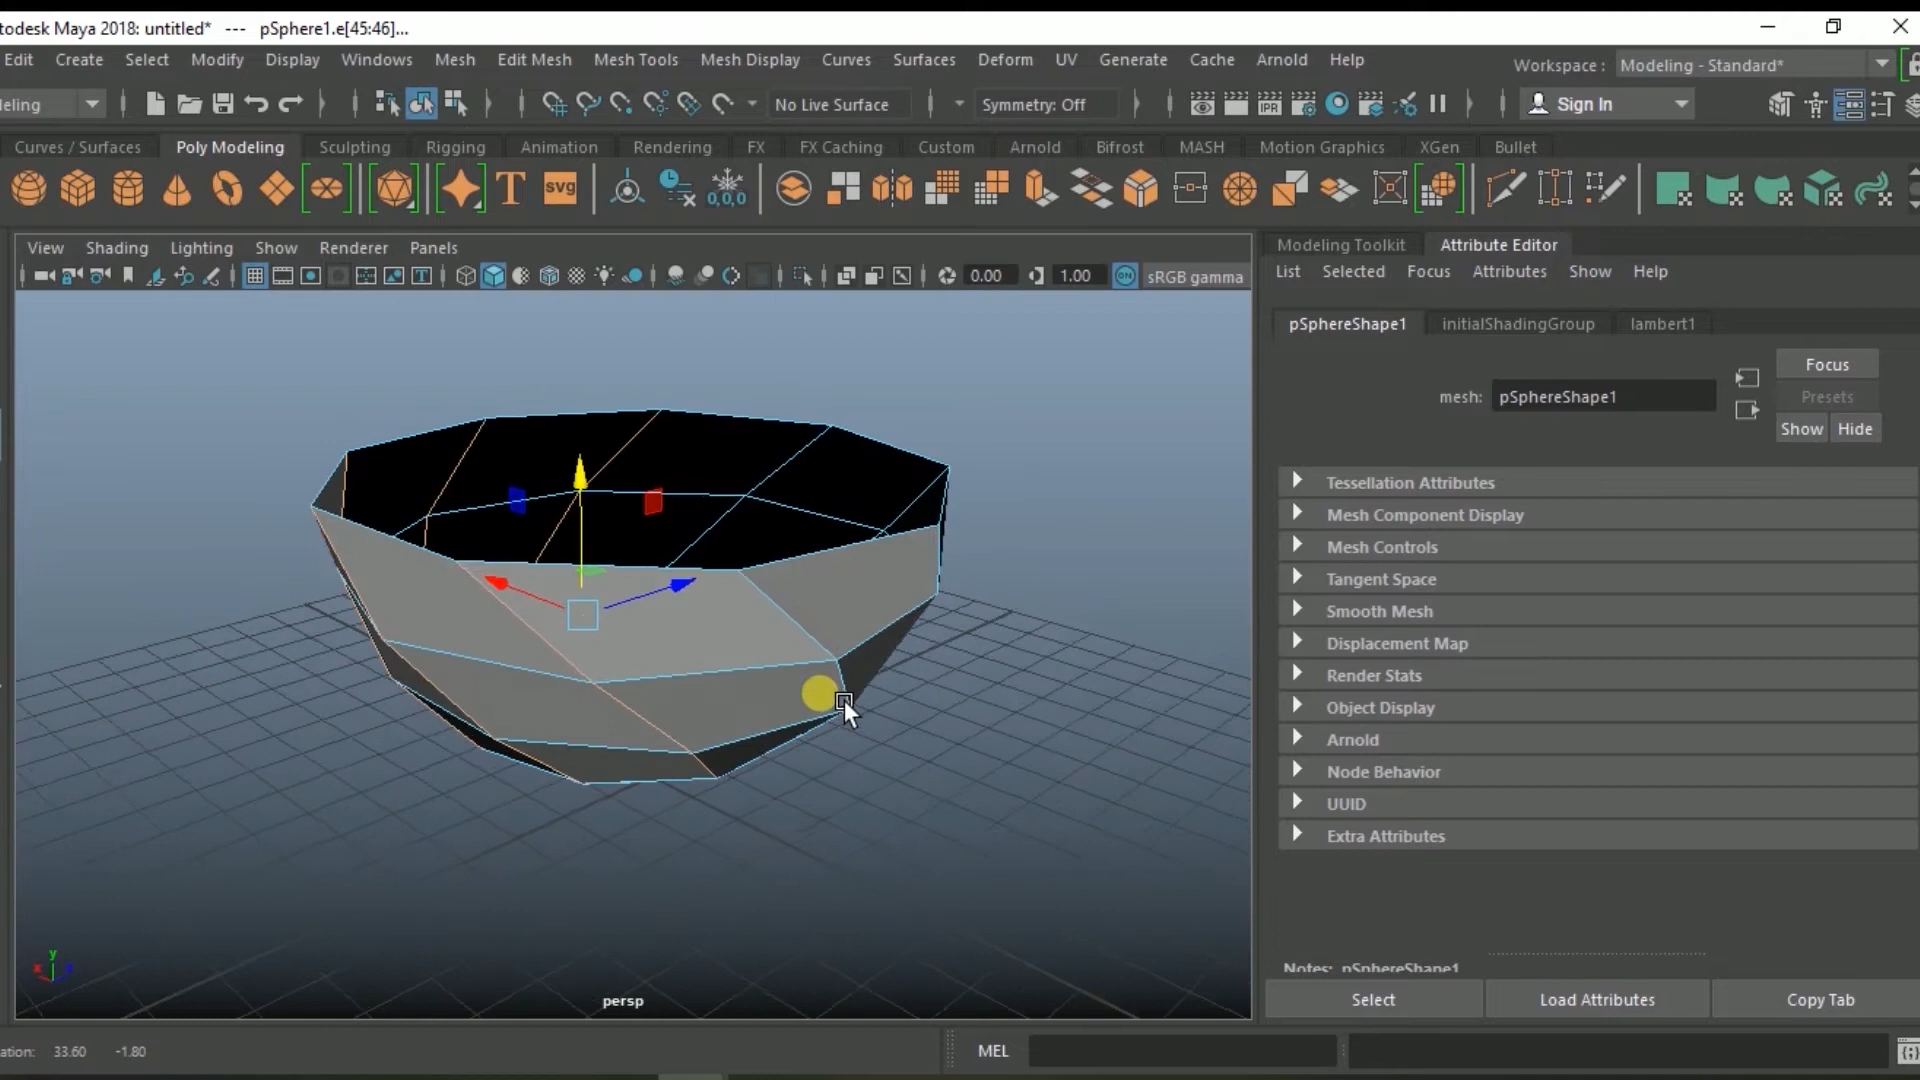 todesk Maya 2018: untitled* --- pSphere1.e[45:46]...
Edit Create Select Modify Display Windows Mesh Edit Mesh Mesh Tools Mesh Display Curves Surfaces Deform UV Generate Cache Arnold Help Workspace : Modeling - Standard*
eling No Live Surface Symmetry: Off IPR Sign In
Curves / Surfaces Poly Modeling Sculpting Rigging Animation Rendering FX FX Caching Custom Arnold Bifrost MASH Motion Graphics XGen Bullet
T svg 0,0,0
View Shading Lighting Show Renderer Panels
0.00 1.00 ON sRGB gamma
Modeling Toolkit Attribute Editor
List Selected Focus Attributes Show Help
pSphereShape1 initialShadingGroup lambert1
Focus
mesh: pSphereShape1
Presets
Show Hide
Tessellation Attributes
Mesh Component Display
Mesh Controls
Tangent Space
Smooth Mesh
Displacement Map
Render Stats
Object Display
Arnold
Node Behavior
UUID
Extra Attributes
Notes: pSphereShape1
Select Load Attributes Copy Tab
y
x
persp
ation: 33.60 -1.80
MEL